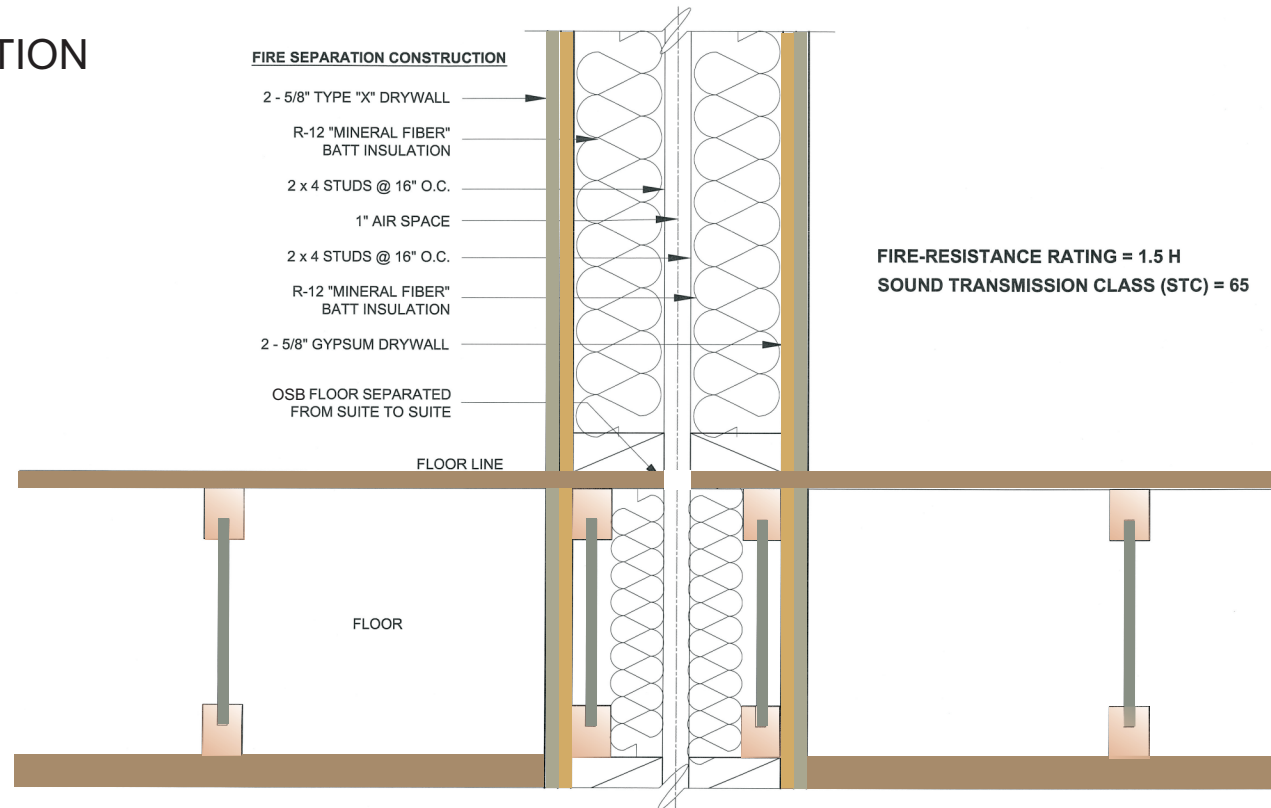 TION
FIRE SEPARATION CONSTRUCTION
2 - 5/8" TYPE "X" DRYWALL
R-12 "MINERAL FIBER"
BATT INSULATION
2 x 4 STUDS @ 16" O.C.
1" AIR SPACE
2 x 4 STUDS @ 16" O.C.
R-12 "MINERAL FIBER"
BATT INSULATION
2 - 5/8" GYPSUM DRYWALL
OSB FLOOR SEPARATED
FROM SUITE TO SUITE
FLOOR LINE
FLOOR
FIRE-RESISTANCE RATING = 1.5 H
SOUND TRANSMISSION CLASS (STC) = 65